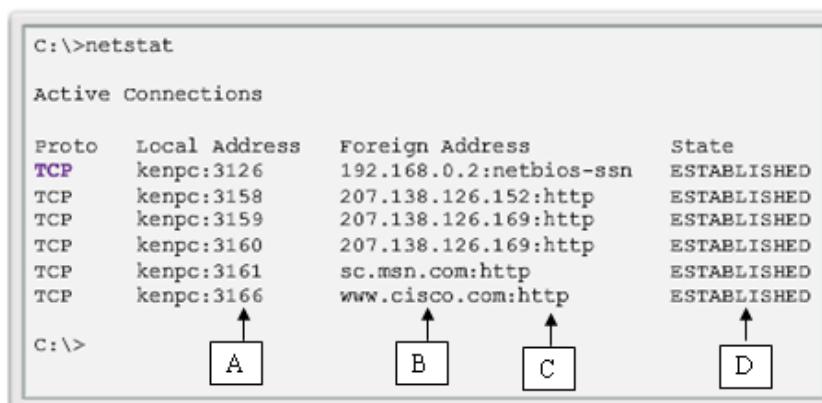 C:\>netstat
Active Connections
Proto Local Address Foreign Address State
TCP kenpc:3126 192.168.0.2:netbios-ssn ESTABLISHED
TCP kenpc:3158 207.138.126.152:http ESTABLISHED
TCP kenpc:3159 207.138.126.169:http ESTABLISHED
TCP kenpc:3160 207.138.126.169:http ESTABLISHED
TCP kenpc:3161 sc.msn.com:http ESTABLISHED
TCP kenpc:3166 www.cisco.com:http ESTABLISHED
C:\>
A B C D